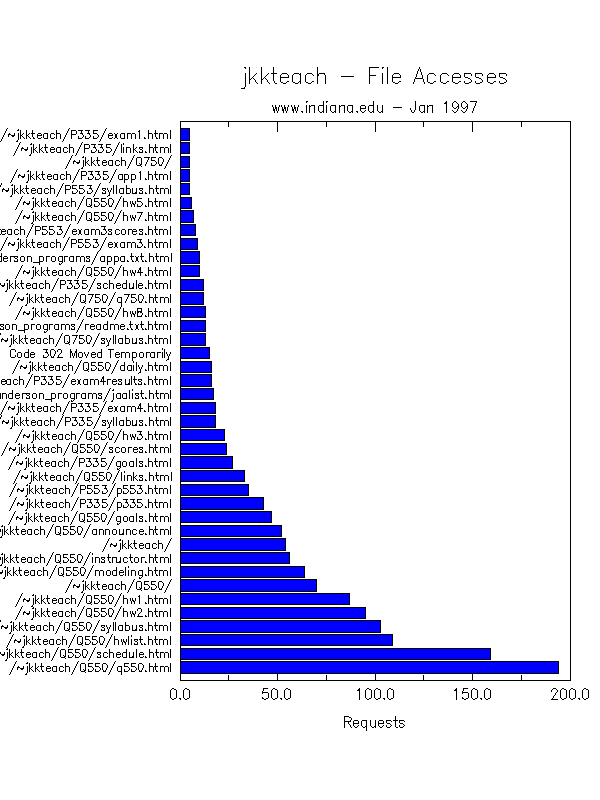 jkkteach – File Accesses
www.indiana.edu – Jan 1997
/~jkkteach/P335/exam1.html
/~jkkteach/P335/links.html
/~jkkteach/Q750/
/~jkkteach/P335/app1.html
/~jkkteach/P553/syllabus.html
/~jkkteach/Q550/hw5.html
/~jkkteach/Q550/hw7.html
each/P553/exam3scores.html
/~jkkteach/P553/exam3.html
derson_programs/appa.txt.html
/~jkkteach/Q550/hw4.html
~jkkteach/P335/schedule.html
/~jkkteach/Q750/q750.html
/~jkkteach/Q550/hw8.html
son_programs/readme.txt.html
/~jkkteach/Q750/syllabus.html
Code 302 Moved Temporarily
/~jkkteach/Q550/daily.html
each/P335/exam4results.html
anderson_programs/jaalist.html
/~jkkteach/P335/exam4.html
/~jkkteach/P335/syllabus.html
/~jkkteach/Q550/hw3.html
/~jkkteach/Q550/scores.html
/~jkkteach/P335/goals.html
/~jkkteach/Q550/links.html
/~jkkteach/P553/p553.html
/~jkkteach/P335/p335.html
/~jkkteach/Q550/goals.html
~jkkteach/Q550/announce.html
/~jkkteach/
jkkteach/Q550/instructor.html
~jkkteach/Q550/modeling.html
/~jkkteach/Q550/
/~jkkteach/Q550/hw1.html
/~jkkteach/Q550/hw2.html
/~jkkteach/Q550/syllabus.html
/~jkkteach/Q550/hwlist.html
~jkkteach/Q550/schedule.html
/~jkkteach/Q550/q550.html
0.0 50.0 100.0 150.0 200.0
Requests